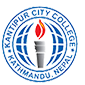 KANTIPUR CITY COLLEGE
KATHMANDU, NEPAL